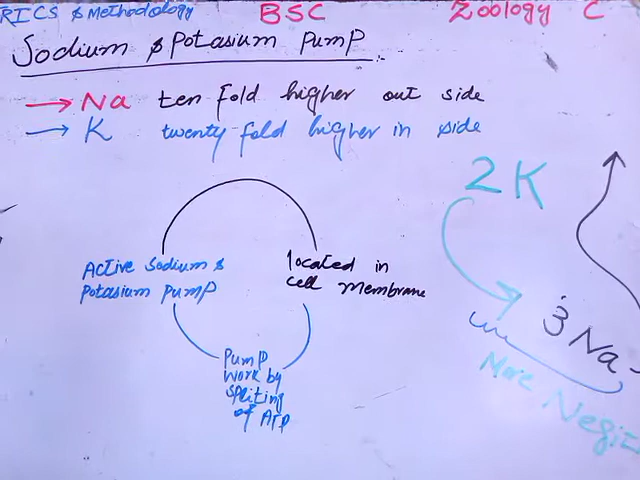 RICS & Methodology BSC Zoology C
Sodium & Potasium Pump
→ Na ten fold higher out side
→ K twenty fold higher in side
2K
Active Sodium &
Potasium Pump
located in
cell Membrane
3 Na
Pump
work by
spliting
of ATP
More Negit